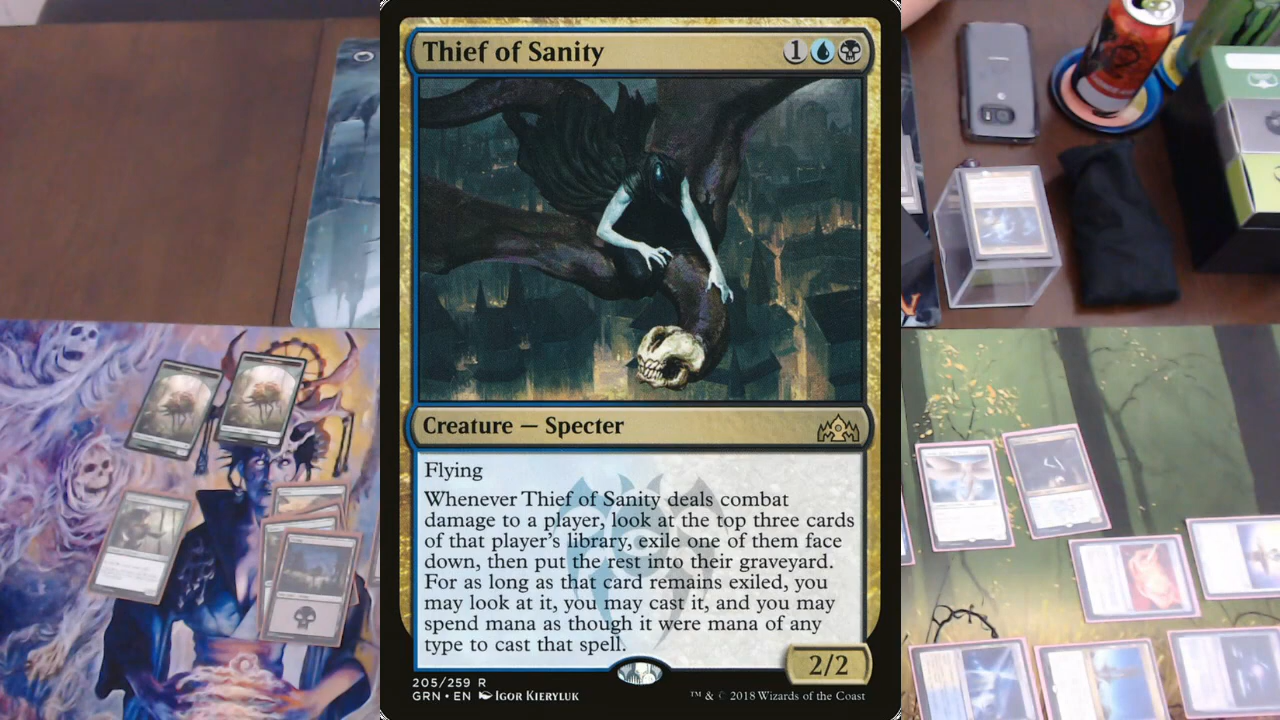 Thief of Sanity
1
Creature — Specter
Flying
Whenever Thief of Sanity deals combat
damage to a player, look at the top three cards
of that player's library, exile one of them face
down, then put the rest into their graveyard.
For as long as that card remains exiled, you
may look at it, you may cast it, and you may
spend mana as though it were mana of any
type to cast that spell.
2/2
205/259 R
GRN • EN Igor Kieryluk
™ & © 2018 Wizards of the Coast